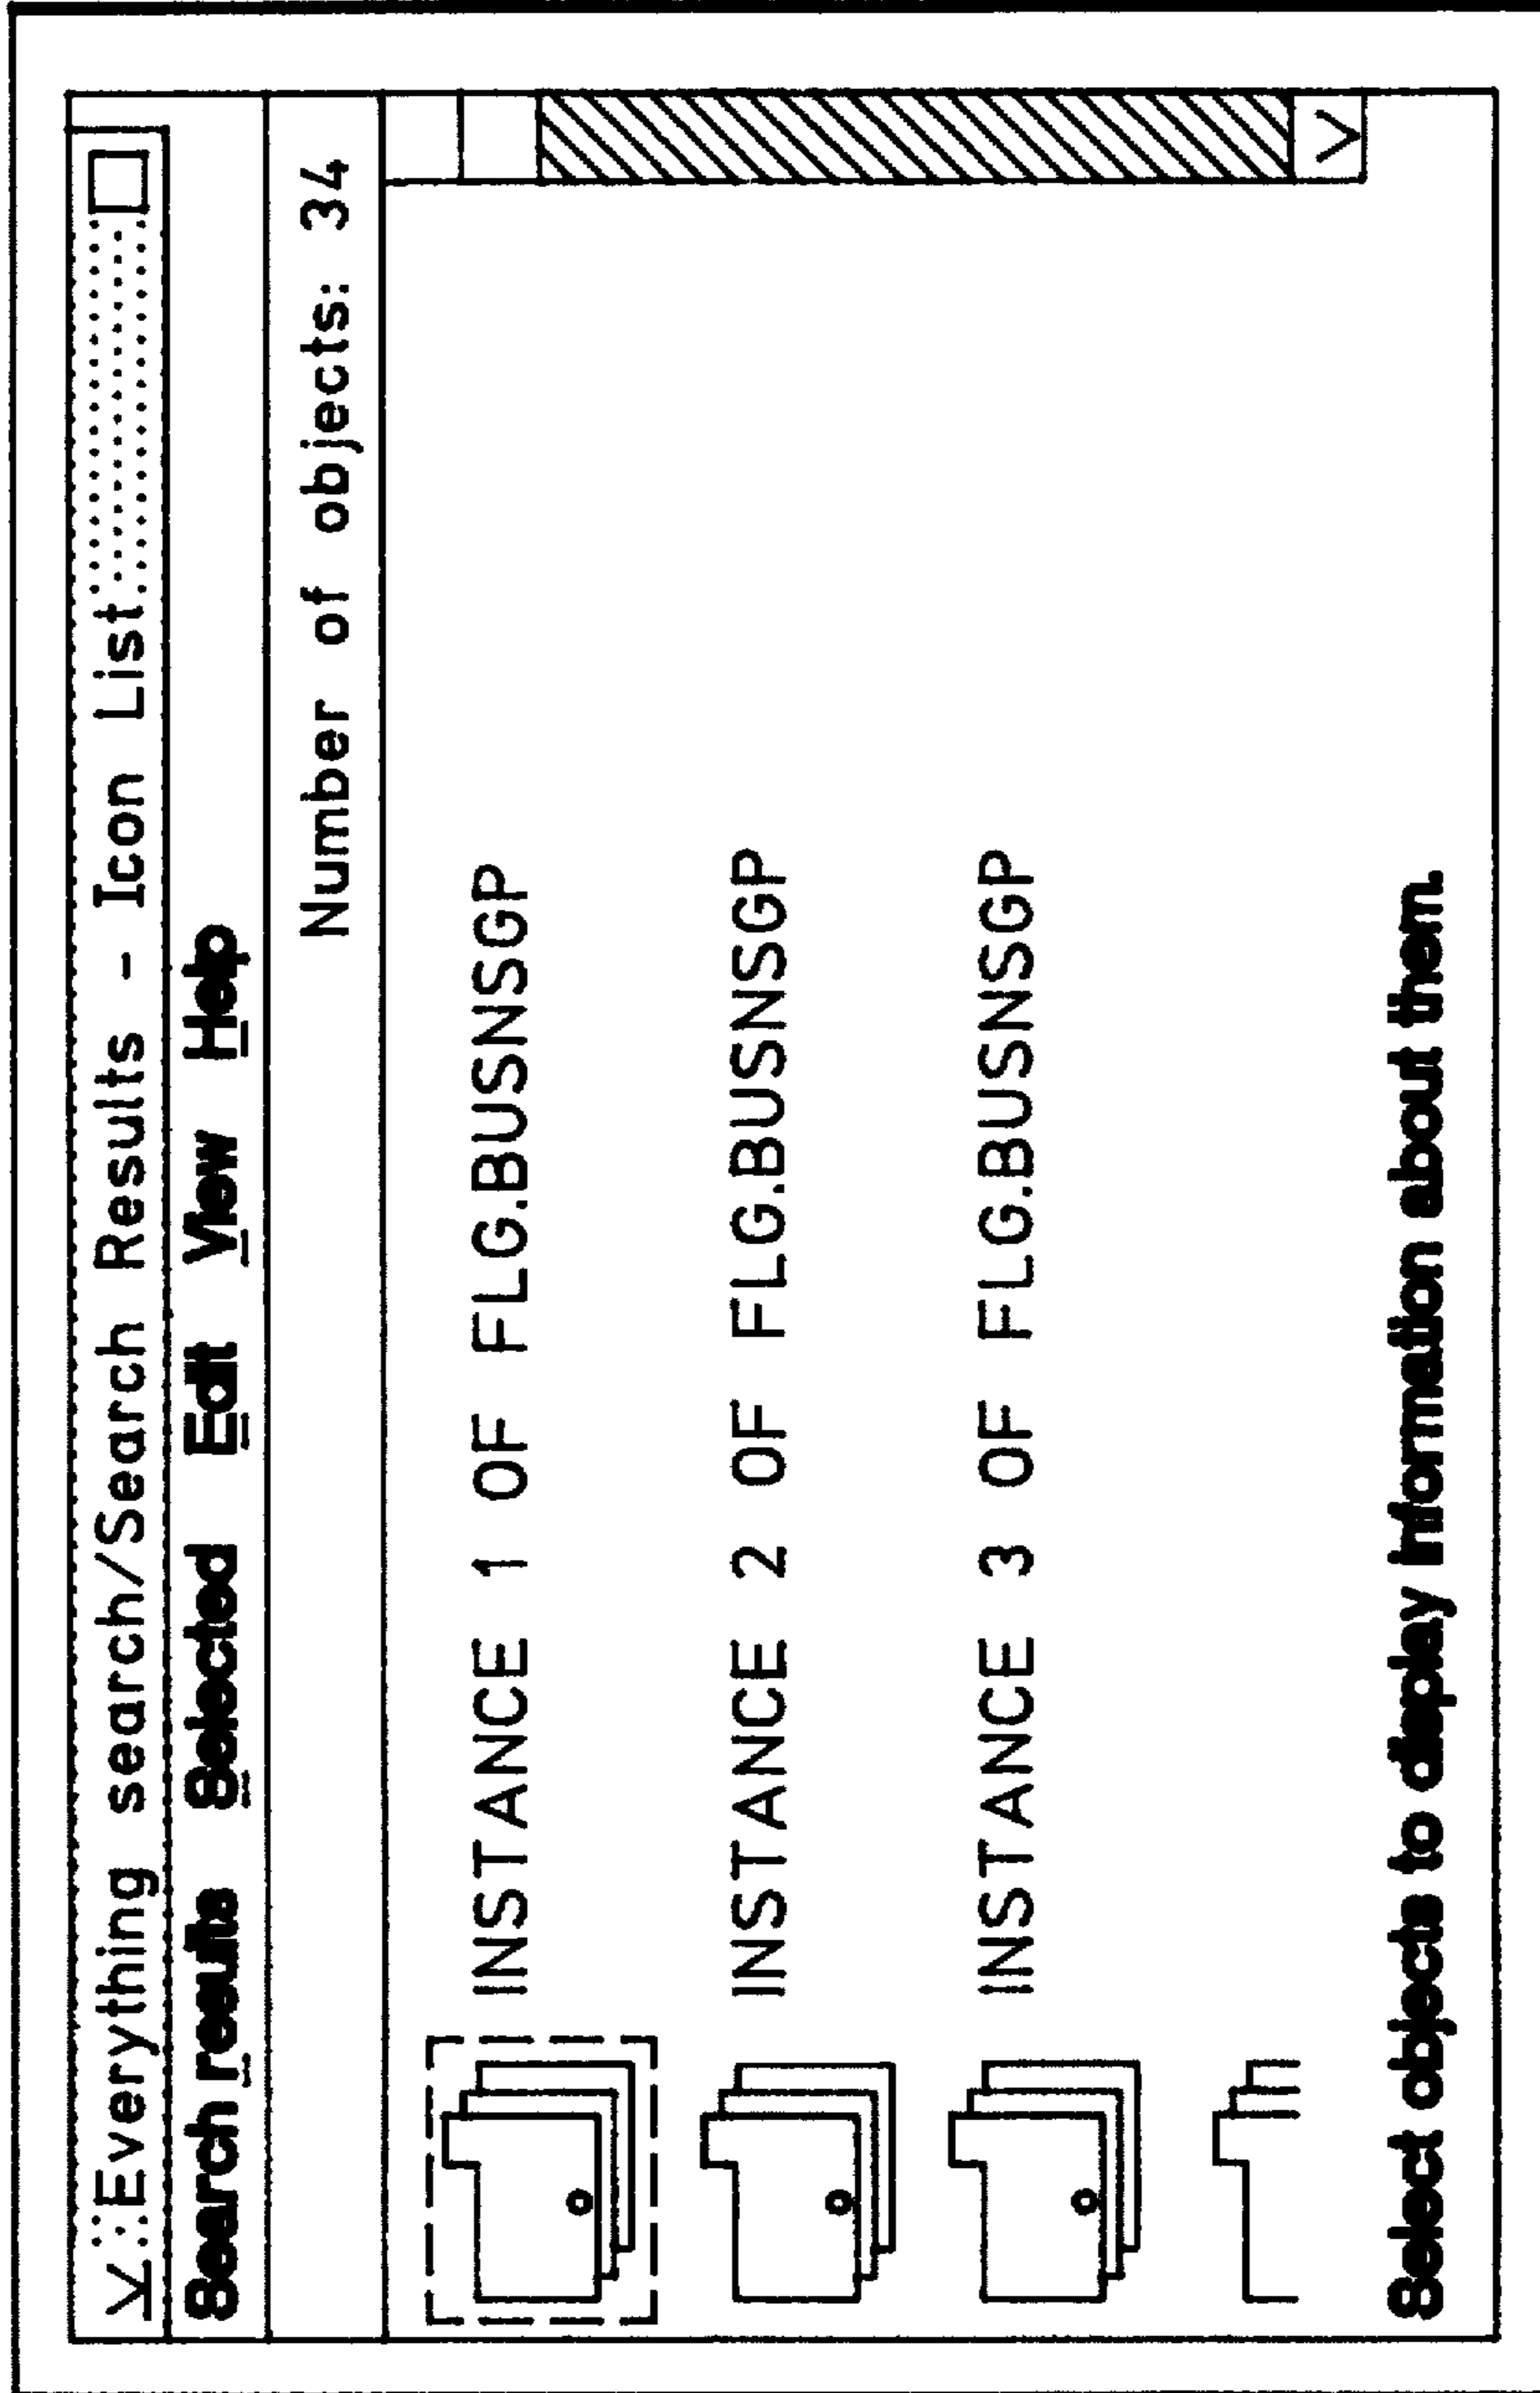 Everything search/Search Results - Icon List
Search results Selected Edit View Help
Number of objects: 34
INSTANCE 1 OF FLG.BUSNSGP
INSTANCE 2 OF FLG.BUSNSGP
INSTANCE 3 OF FLG.BUSNSGP
Select objects to display information about them.